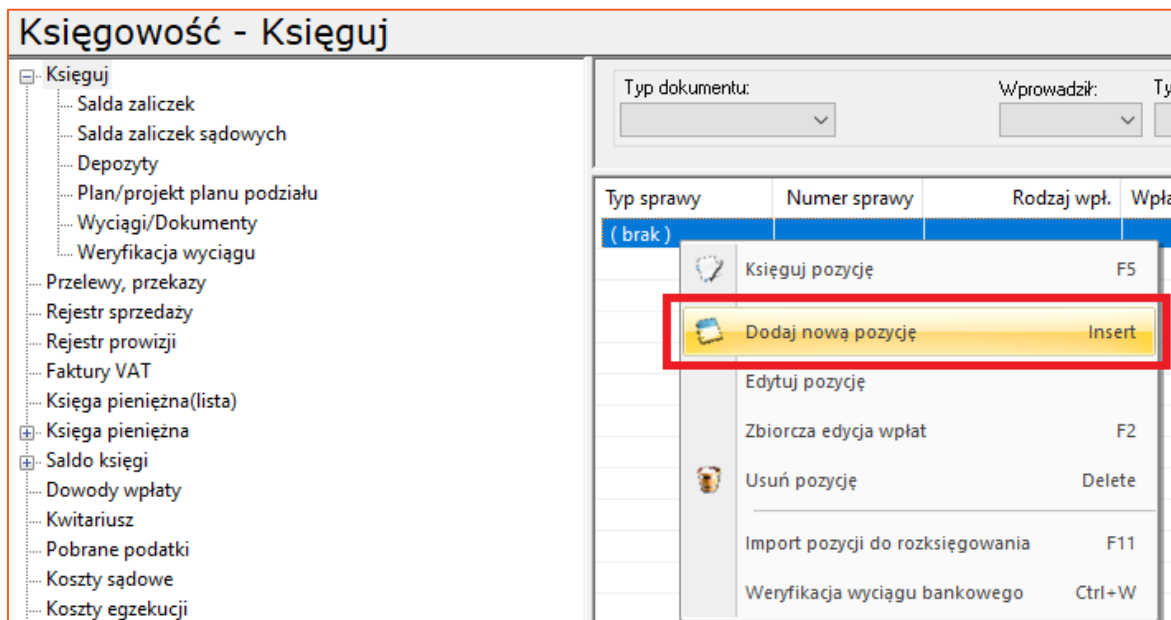 Księgowość - Księguj
Księguj
Salda zaliczek
Salda zaliczek sądowych
Depozyty
Plan/projekt planu podziału
Wyciągi/Dokumenty
Weryfikacja wyciągu
Przelewy, przekazy
Rejestr sprzedaży
Rejestr prowizji
Faktury VAT
Księga pieniężna(lista)
Księga pieniężna
Saldo księgi
Dowody wpłaty
Kwitariusz
Pobrane podatki
Koszty sądowe
Koszty egzekucji
Typ dokumentu: Wprowadził: Ty
Typ sprawy Numer sprawy Rodzaj wpł. Wpła
( brak )
Księguj pozycję F5
Dodaj nową pozycję Insert
Edytuj pozycję
Zbiorcza edycja wpłat F2
Usuń pozycję Delete
Import pozycji do rozksięgowania F11
Weryfikacja wyciągu bankowego Ctrl+W